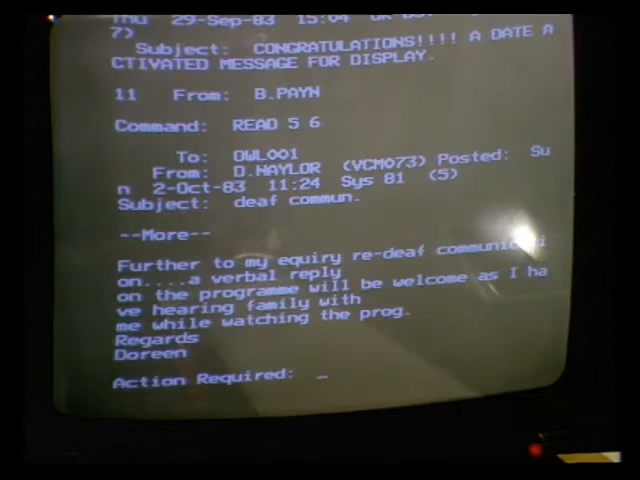 Thu 29-Sep-83 15:04
7)
Subject: CONGRATULATIONS!!!! A DATE A
CTIVATED MESSAGE FOR DISPLAY.
11 From: B.PAYN
Command: READ 5 6
To: OWL001
From: D.NAYLOR (VCM073) Posted: Su
n 2-Oct-83 11:24 Sys 81 (5)
Subject: deaf commun.
--More--
Further to my equiry re-deaf communicati
on....a verbal reply
on the programme will be welcome as I ha
ve hearing family with
me while watching the prog.
Regards
Doreen
Action Required: _